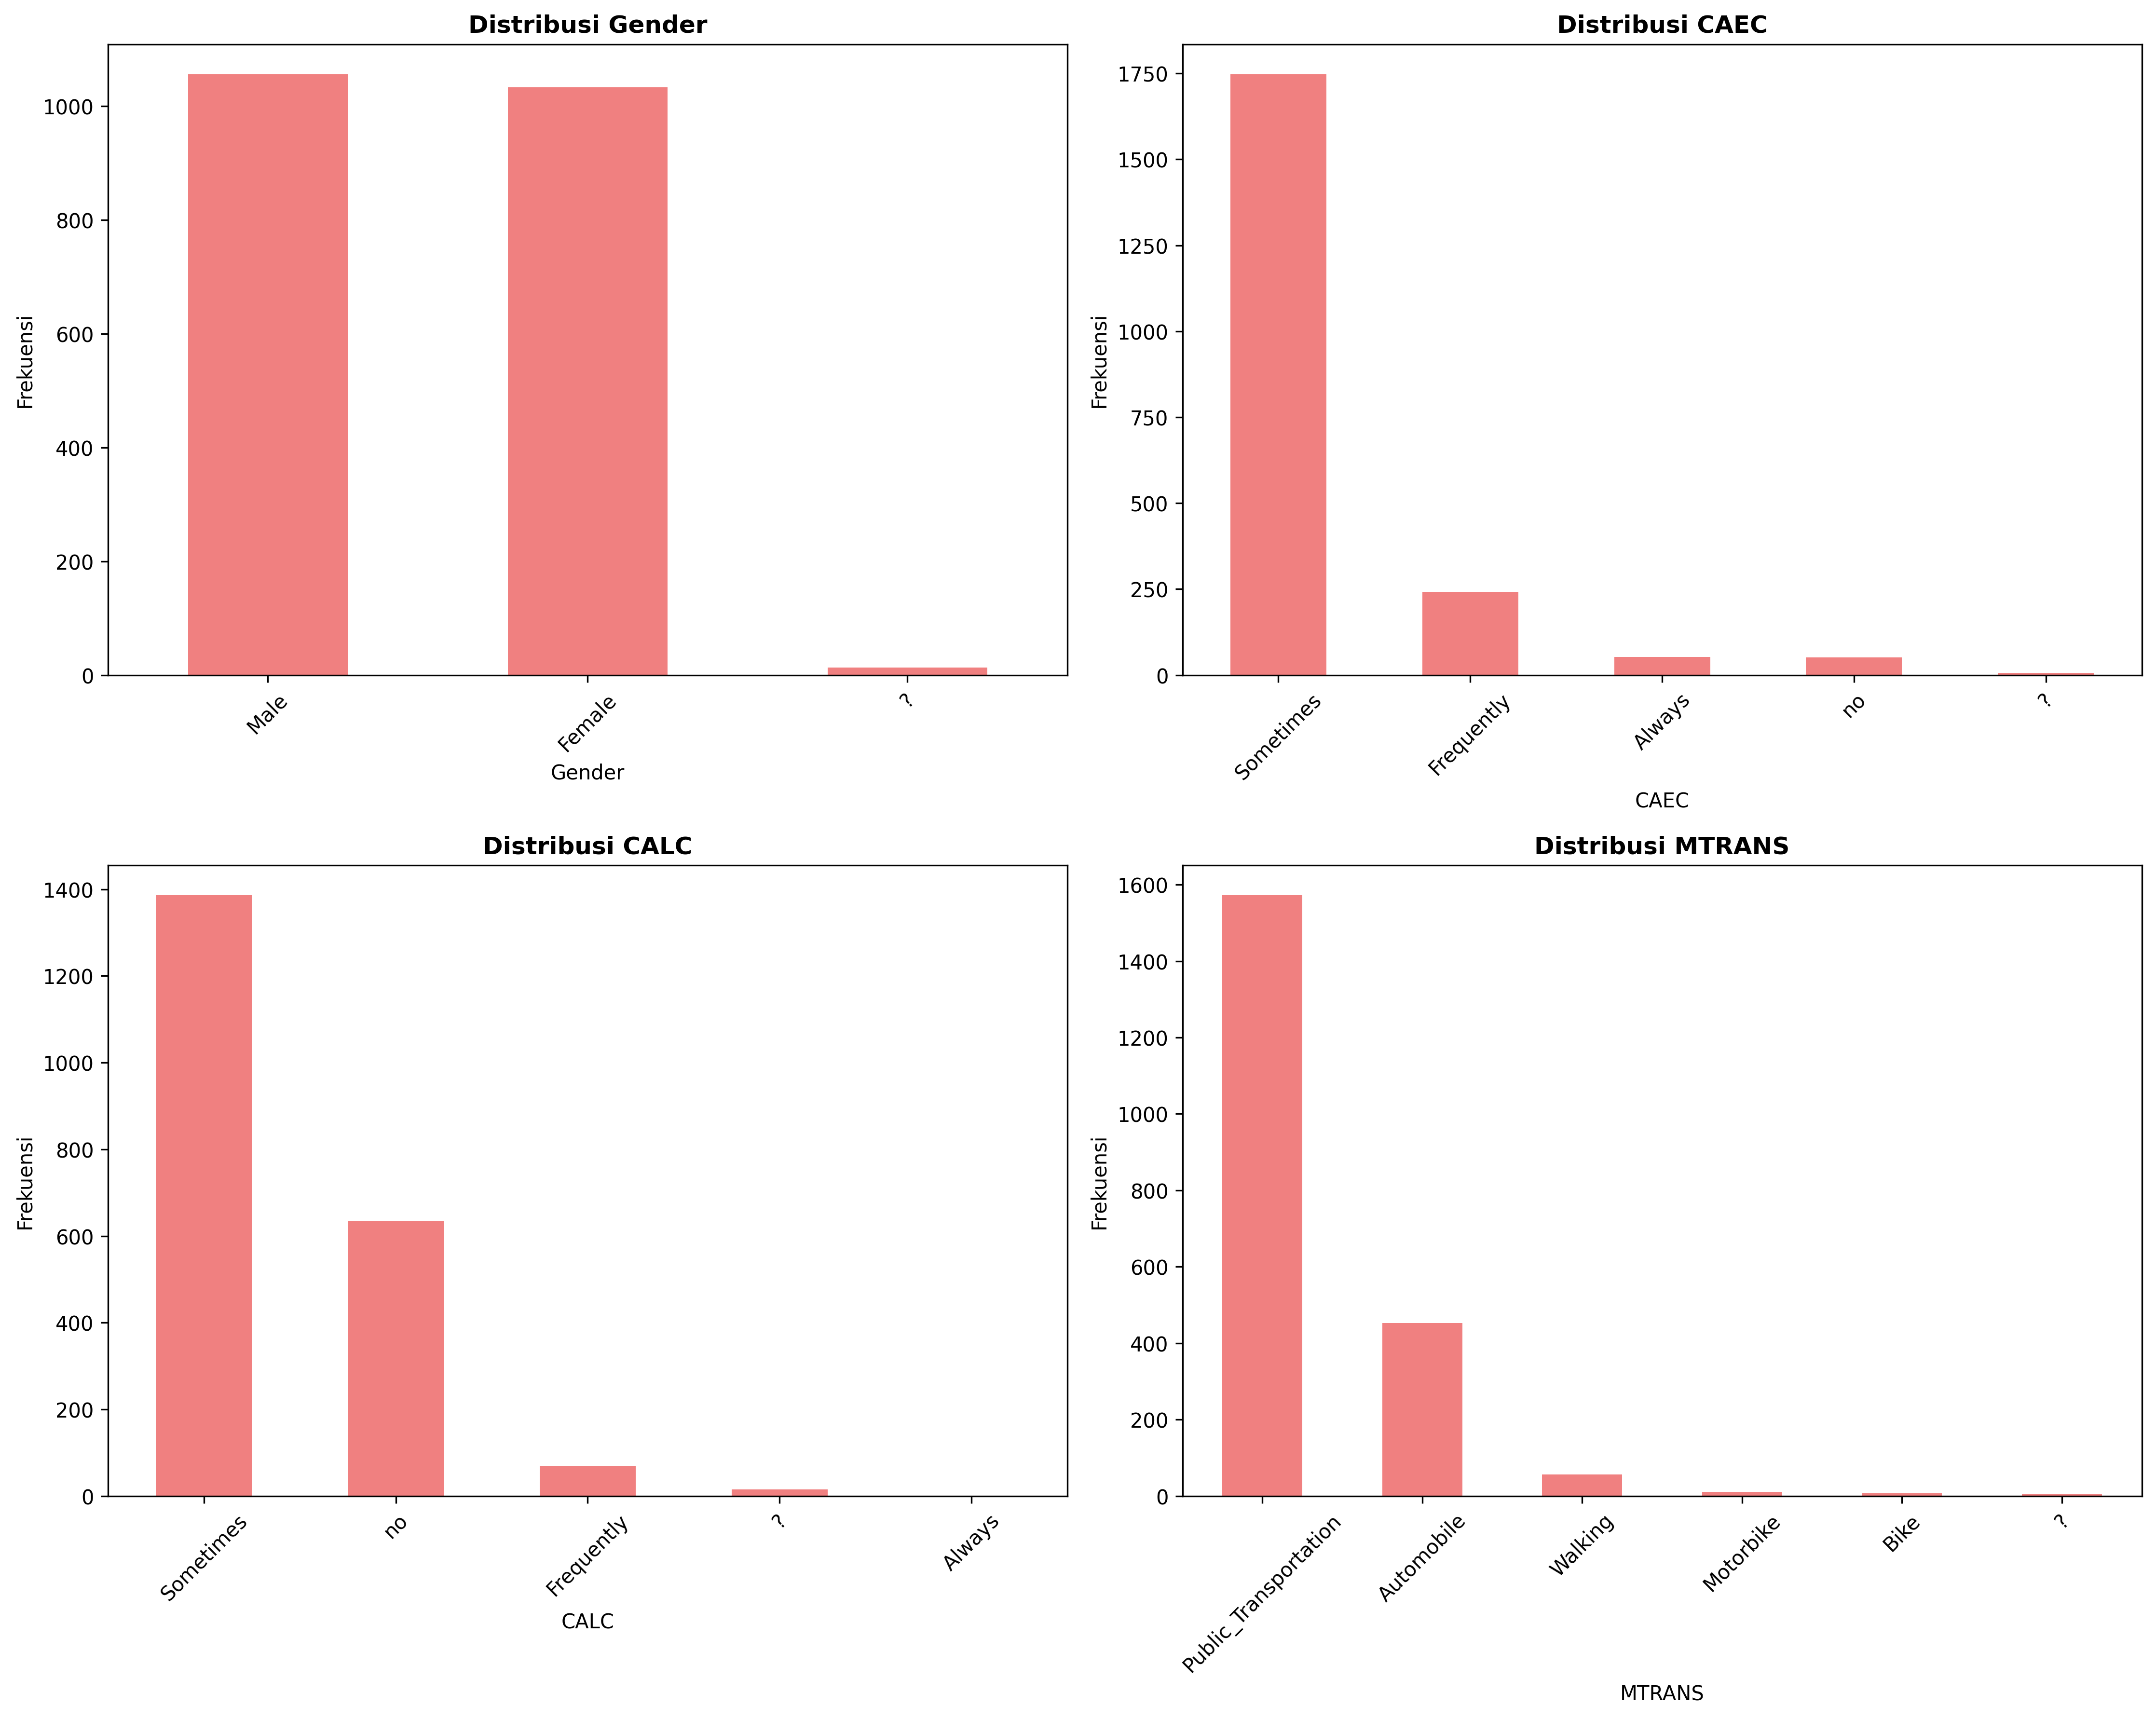 Distribusi Gender
Frekuensi
1000
800
600
400
200
0
Male
Female
?
Gender
Distribusi CAEC
Frekuensi
1750
1500
1250
1000
750
500
250
0
Sometimes
Frequently
Always
no
?
CAEC
Distribusi CALC
Frekuensi
1400
1200
1000
800
600
400
200
0
Sometimes
no
Frequently
?
Always
CALC
Distribusi MTRANS
Frekuensi
1600
1400
1200
1000
800
600
400
200
0
Public_Transportation
Automobile
Walking
Motorbike
Bike
?
MTRANS